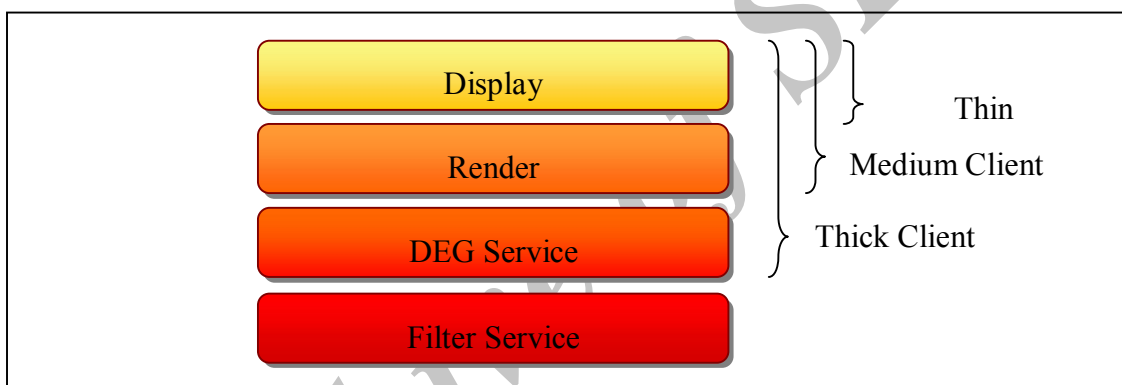 Display
Thin
Render
Medium Client
DEG Service
Thick Client
Filter Service